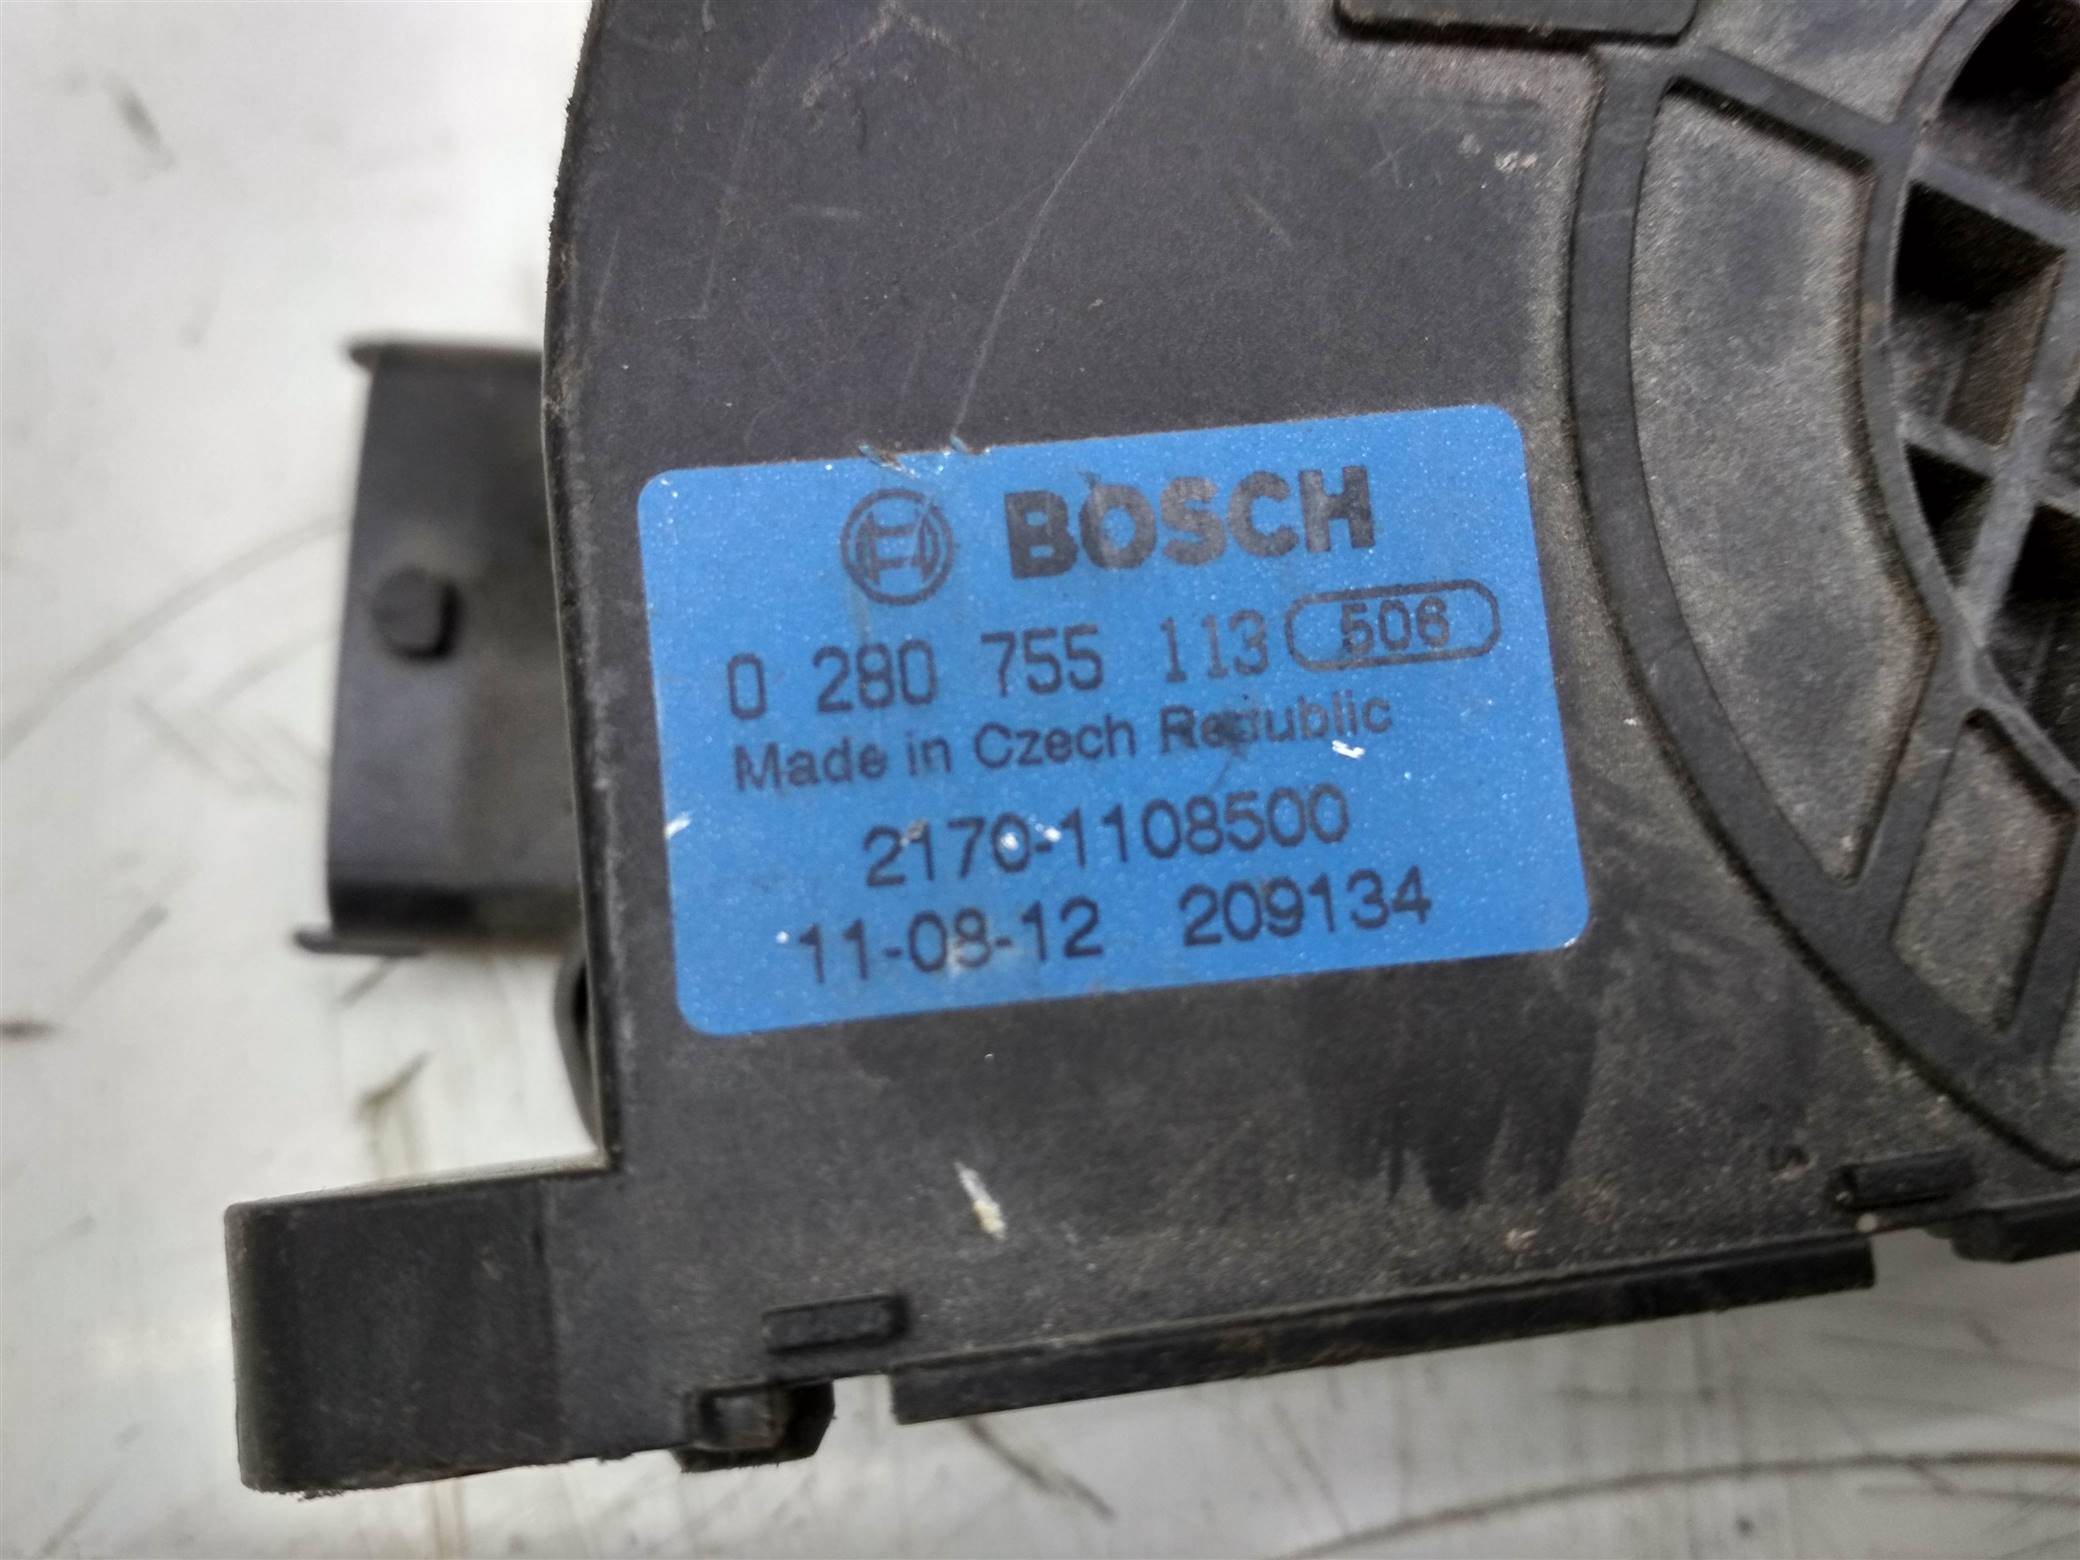 BOSCH
0 280 755 113 506
Made in Czech Republic
2170-1108500
11-08-12 209134